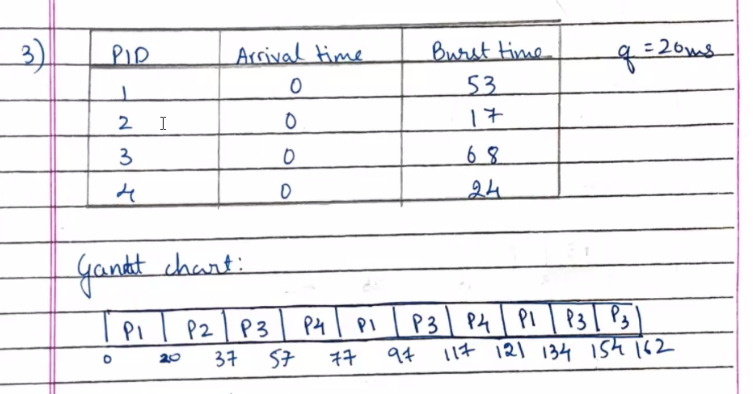 3) PID Arrival time Burst time q = 20ms
1 0 53
2 0 17
3 0 68
4 0 24
Gantt chart:
P1 P2 P3 P4 P1 P3 P4 P1 P3 P3
0 20 37 57 77 97 117 121 134 154 162